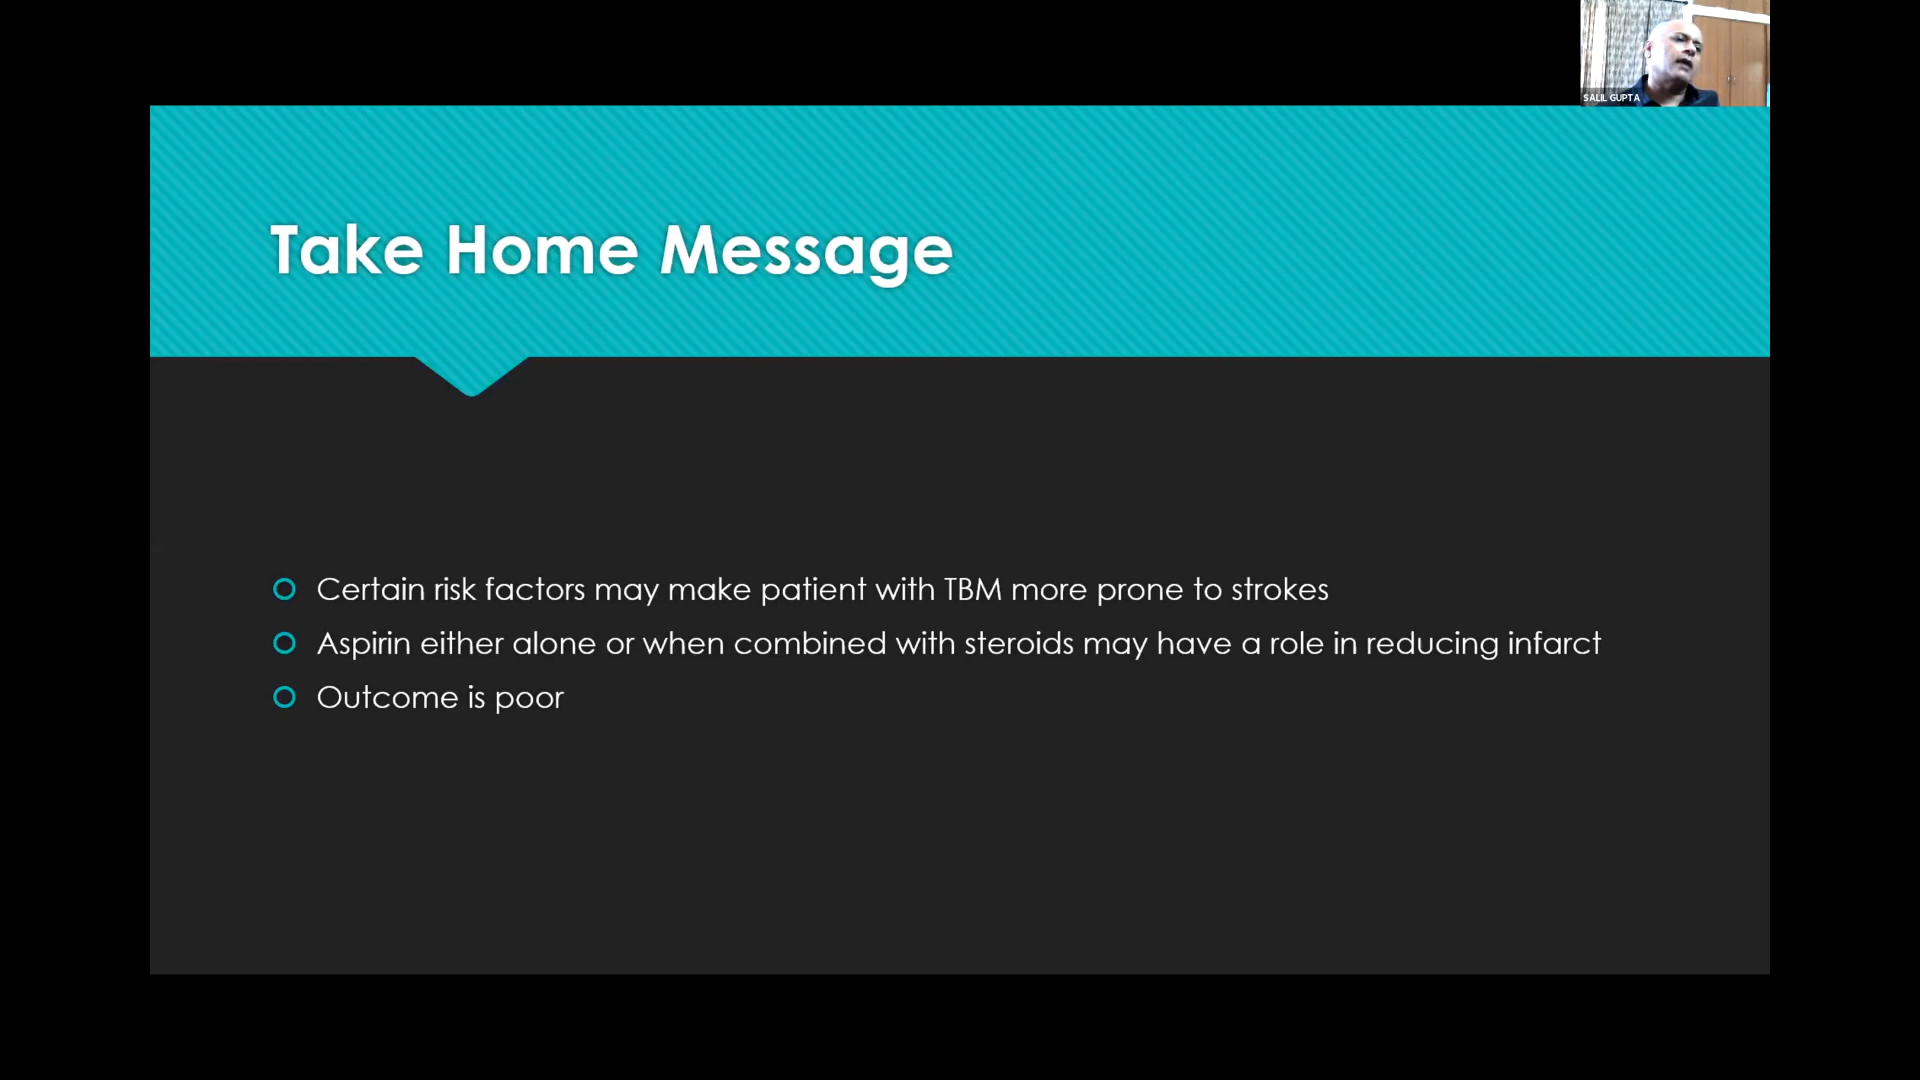 SALIL GUPTA
Take Home Message
Certain risk factors may make patient with TBM more prone to strokes
Aspirin either alone or when combined with steroids may have a role in reducing infarct
Outcome is poor